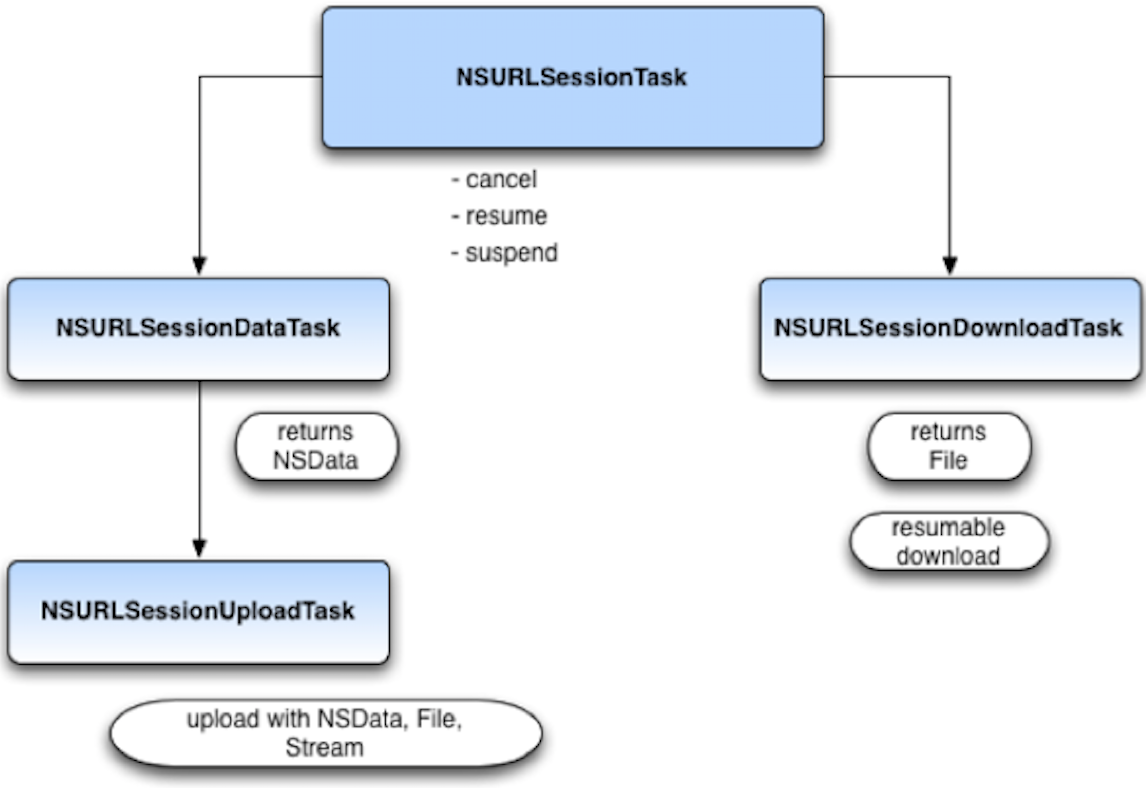 NSURLSessionTask
- cancel
- resume
- suspend
NSURLSessionDataTask
NSURLSessionDownloadTask
returns
NSData
returns
File
resumable
download
NSURLSessionUploadTask
upload with NSData, File,
Stream